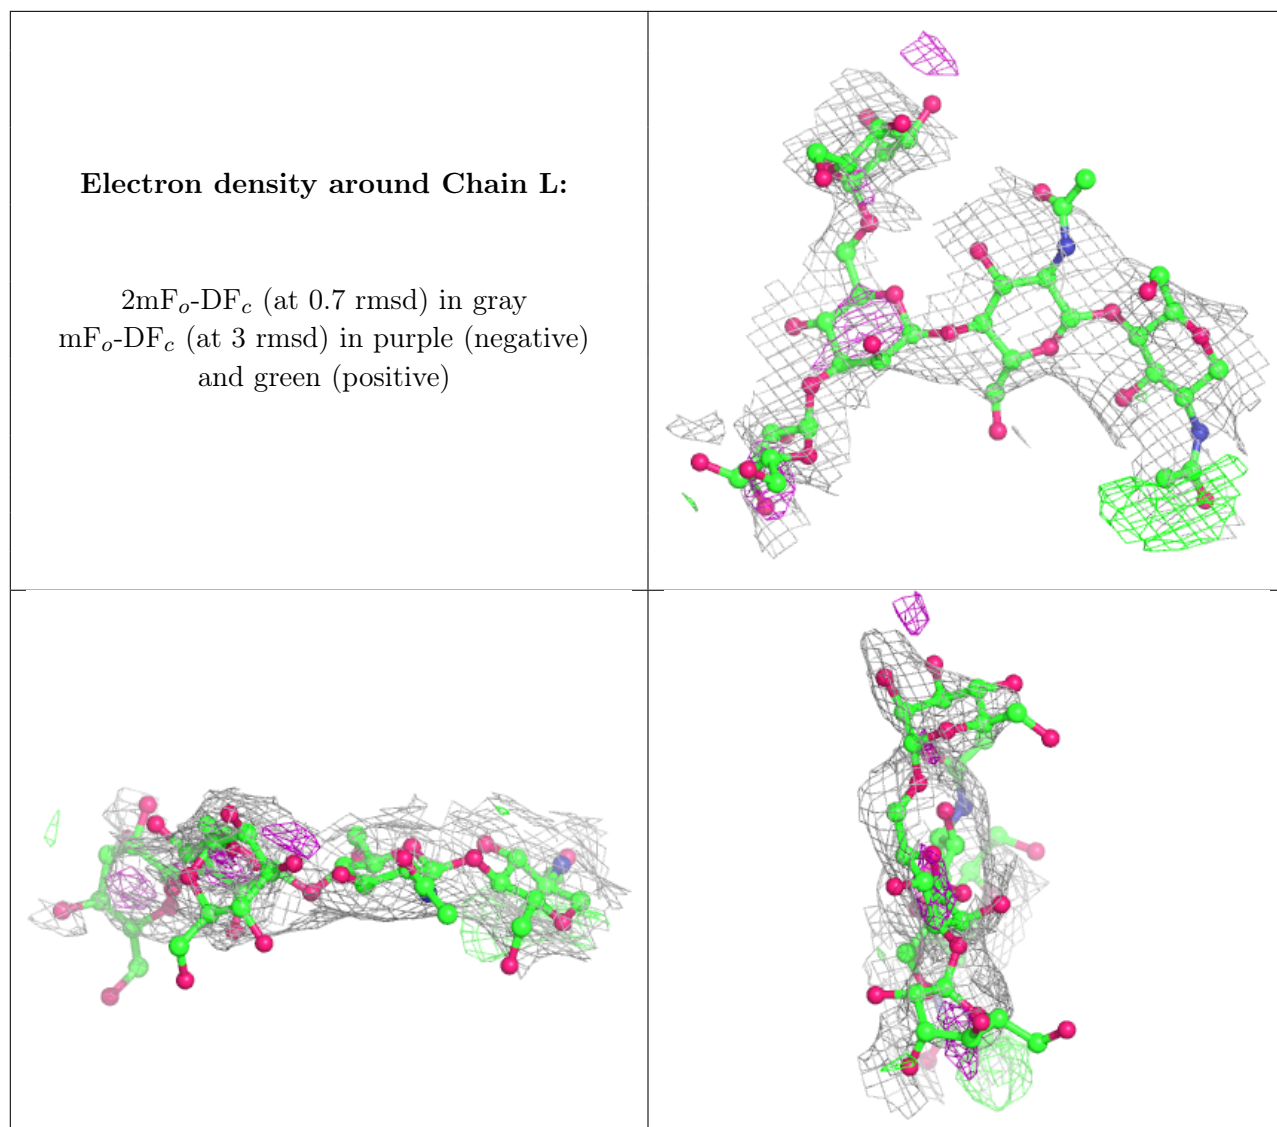 Electron density around Chain L:
2mFₒ-DF𝑐 (at 0.7 rmsd) in gray
mFₒ-DF𝑐 (at 3 rmsd) in purple (negative)
and green (positive)